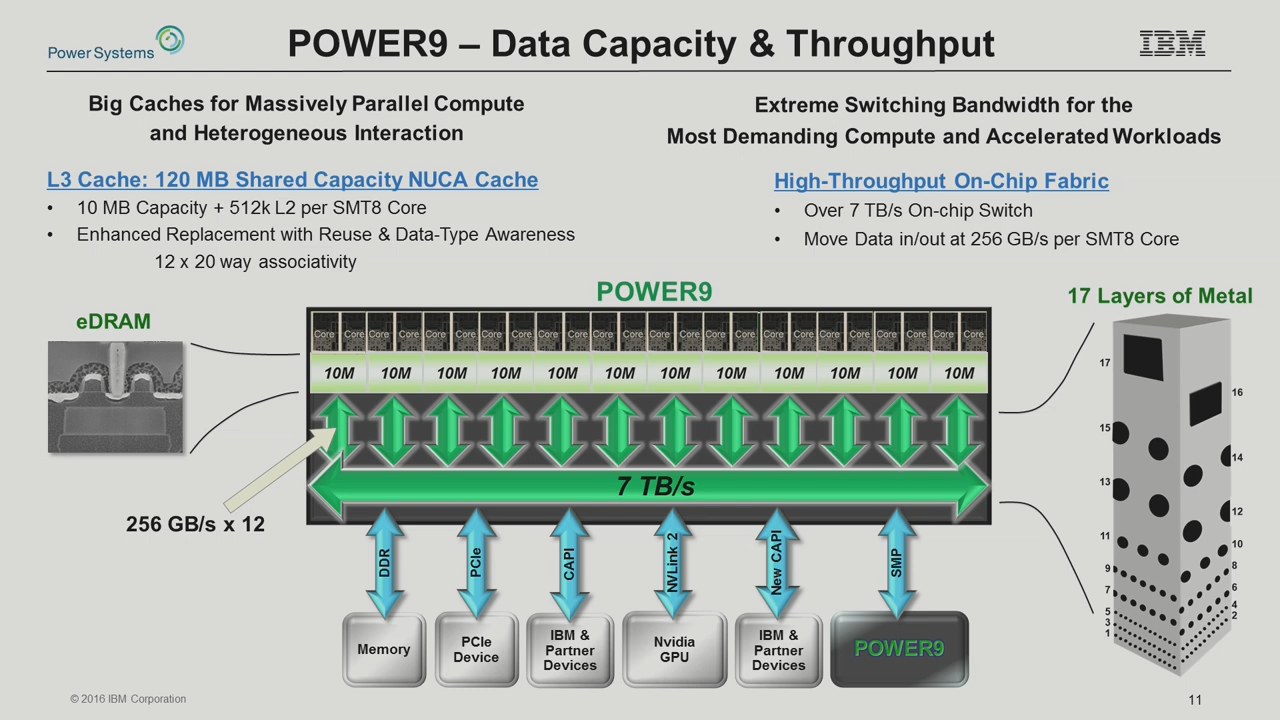 Power Systems
POWER9 – Data Capacity & Throughput
IBM
Big Caches for Massively Parallel Compute
and Heterogeneous Interaction
Extreme Switching Bandwidth for the
Most Demanding Compute and Accelerated Workloads
L3 Cache: 120 MB Shared Capacity NUCA Cache
• 10 MB Capacity + 512k L2 per SMT8 Core
• Enhanced Replacement with Reuse & Data-Type Awareness
12 x 20 way associativity
High-Throughput On-Chip Fabric
• Over 7 TB/s On-chip Switch
• Move Data in/out at 256 GB/s per SMT8 Core
POWER9
17 Layers of Metal
eDRAM
Core Core Core Core Core Core Core Core Core Core Core Core Core Core Core Core Core Core Core Core Core Core Core Core
10M 10M 10M 10M 10M 10M 10M 10M 10M 10M 10M 10M
7 TB/s
256 GB/s x 12
DDR
PCIe
CAPI
NVLink 2
New CAPI
SMP
Memory
PCIe
Device
IBM &
Partner
Devices
Nvidia
GPU
IBM &
Partner
Devices
POWER9
17
16
15
14
13
12
11
10
9
8
7
6
5
4
3
2
1
© 2016 IBM Corporation
11